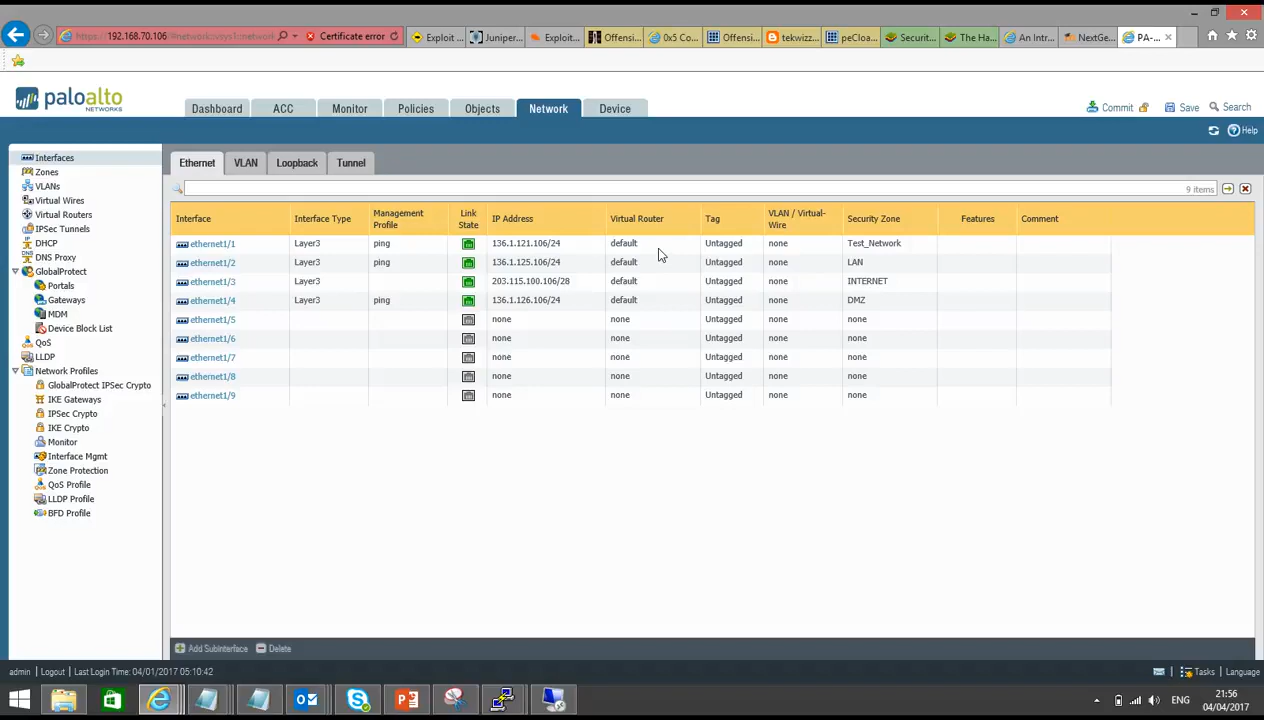 https://192.168.70.106/#network::vsys1::network
Certificate error
Exploit ...
Juniper...
Exploit...
Offensi...
0x5 Co...
Offensi...
tekwizz...
peCloa...
Securit...
The Ha...
An Intr...
NextGe...
PA-...
paloalto
NETWORKS
Dashboard
ACC
Monitor
Policies
Objects
Network
Device
Commit
Save
Search
Help
Interfaces
Zones
VLANs
Virtual Wires
Virtual Routers
IPSec Tunnels
DHCP
DNS Proxy
GlobalProtect
Portals
Gateways
MDM
Device Block List
QoS
LLDP
Network Profiles
GlobalProtect IPSec Crypto
IKE Gateways
IPSec Crypto
IKE Crypto
Monitor
Interface Mgmt
Zone Protection
QoS Profile
LLDP Profile
BFD Profile
Ethernet
VLAN
Loopback
Tunnel
9 items
Interface Interface Type Management Profile Link State IP Address Virtual Router Tag VLAN / Virtual-Wire Security Zone Features Comment
ethernet1/1 Layer3 ping 136.1.121.106/24 default Untagged none Test_Network
ethernet1/2 Layer3 ping 136.1.125.106/24 default Untagged none LAN
ethernet1/3 Layer3 203.115.100.106/28 default Untagged none INTERNET
ethernet1/4 Layer3 ping 136.1.126.106/24 default Untagged none DMZ
ethernet1/5 none none Untagged none none
ethernet1/6 none none Untagged none none
ethernet1/7 none none Untagged none none
ethernet1/8 none none Untagged none none
ethernet1/9 none none Untagged none none
Add Subinterface
Delete
admin | Logout | Last Login Time: 04/01/2017 05:10:42
Tasks | Language
ENG
21:56
04/04/2017